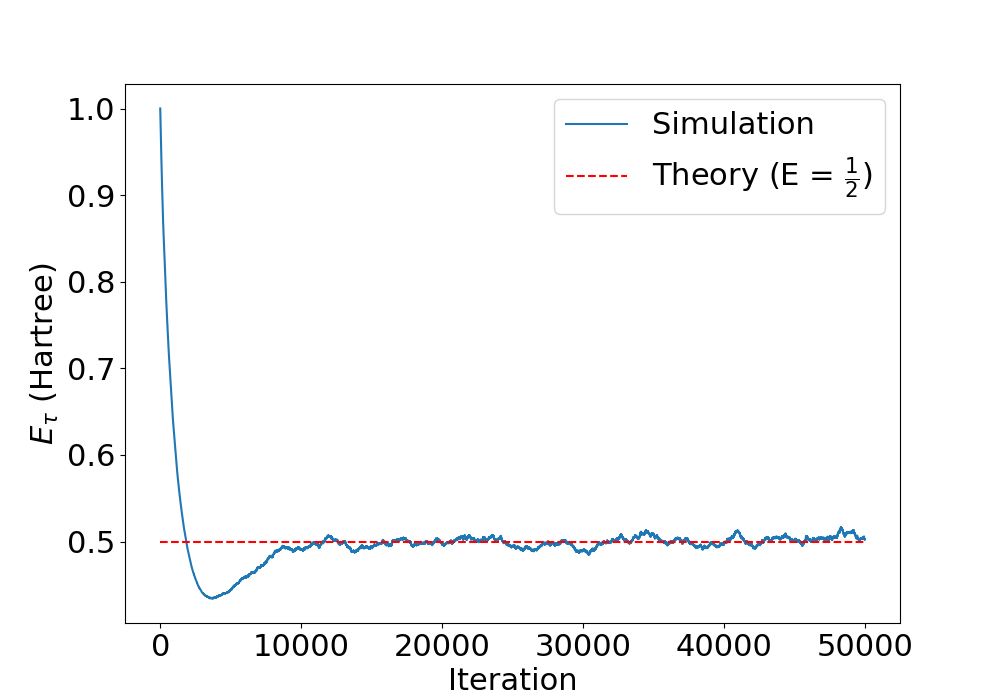 1.0
0.9
0.8
0.7
0.6
0.5
E_τ (Hartree)
Simulation
Theory (E = 1/2)
0 10000 20000 30000 40000 50000
Iteration